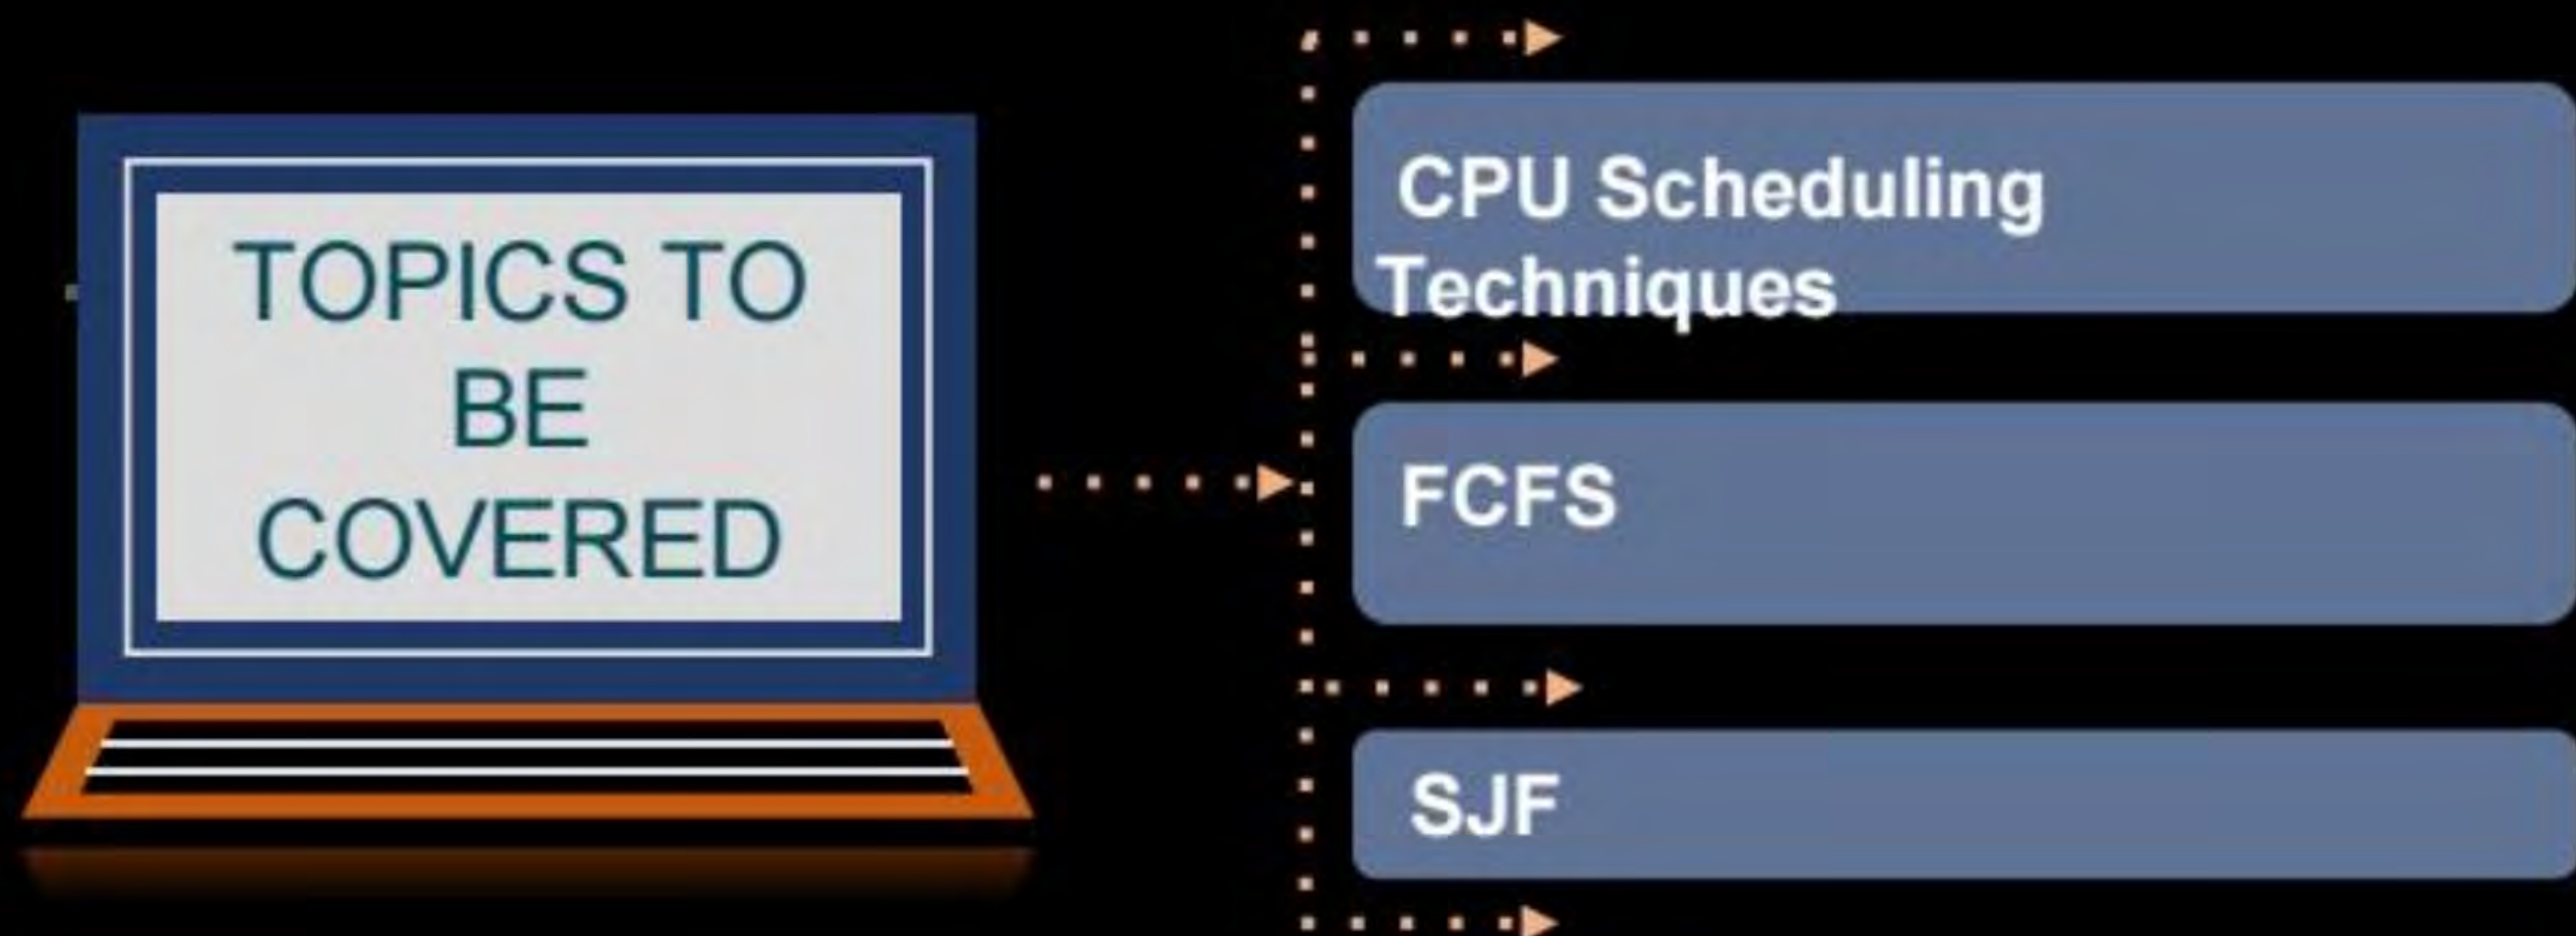 TOPICS TO
BE
COVERED
CPU Scheduling
Techniques
FCFS
SJF